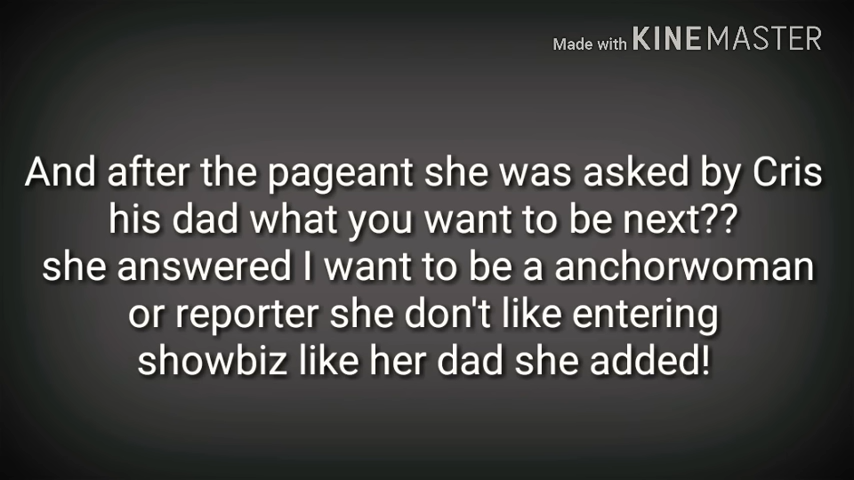 Made with KINEMASTER
And after the pageant she was asked by Cris
his dad what you want to be next??
she answered I want to be a anchorwoman
or reporter she don't like entering
showbiz like her dad she added!